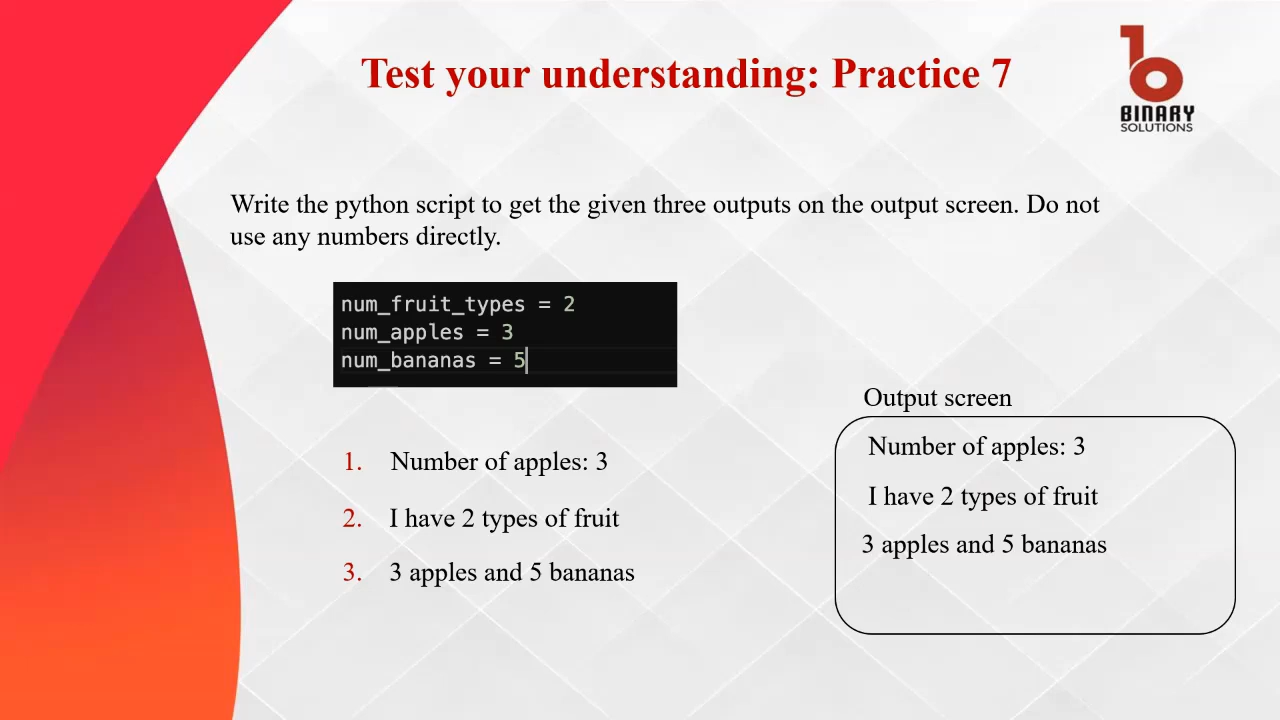 Test your understanding: Practice 7
BINARY
SOLUTIONS
Write the python script to get the given three outputs on the output screen. Do not
use any numbers directly.
num_fruit_types = 2
num_apples = 3
num_bananas = 5
1. Number of apples: 3
2. I have 2 types of fruit
3. 3 apples and 5 bananas
Output screen
Number of apples: 3
I have 2 types of fruit
3 apples and 5 bananas